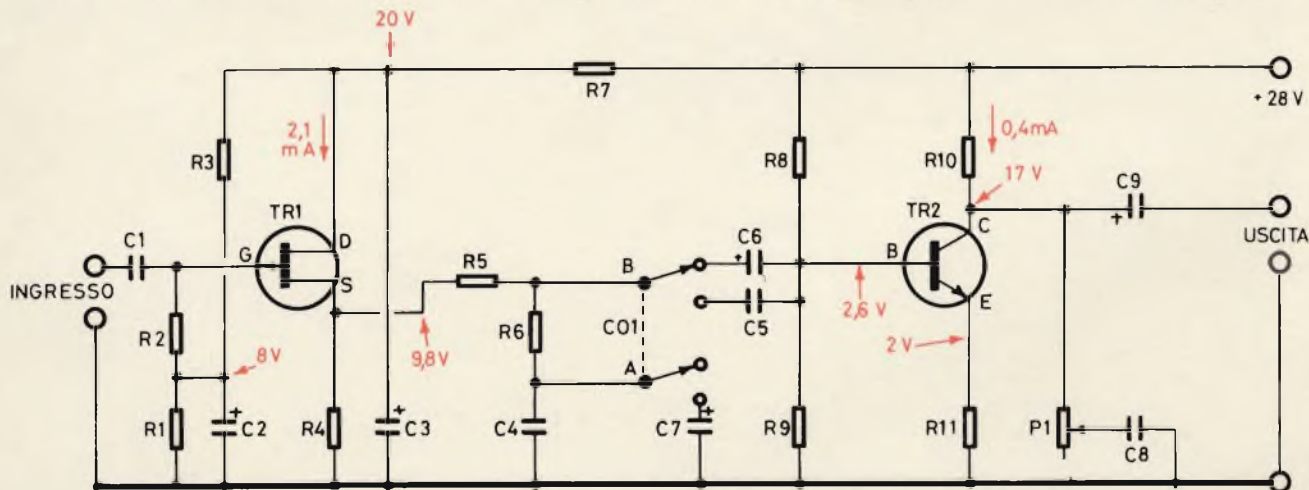 20 V
R7
+ 28 V
2,1
mA
0,4mA
R3
R8
R10
17 V
TR1
C1
G
D
S
INGRESSO
R2
8V
R1
C2
R4
9,8V
C3
R5
R6
C4
B
CO1
A
C6
C5
C7
R9
2,6 V
TR2
B
C
E
2 V
R11
P1
C8
C9
USCITA
+
+
+
+
+